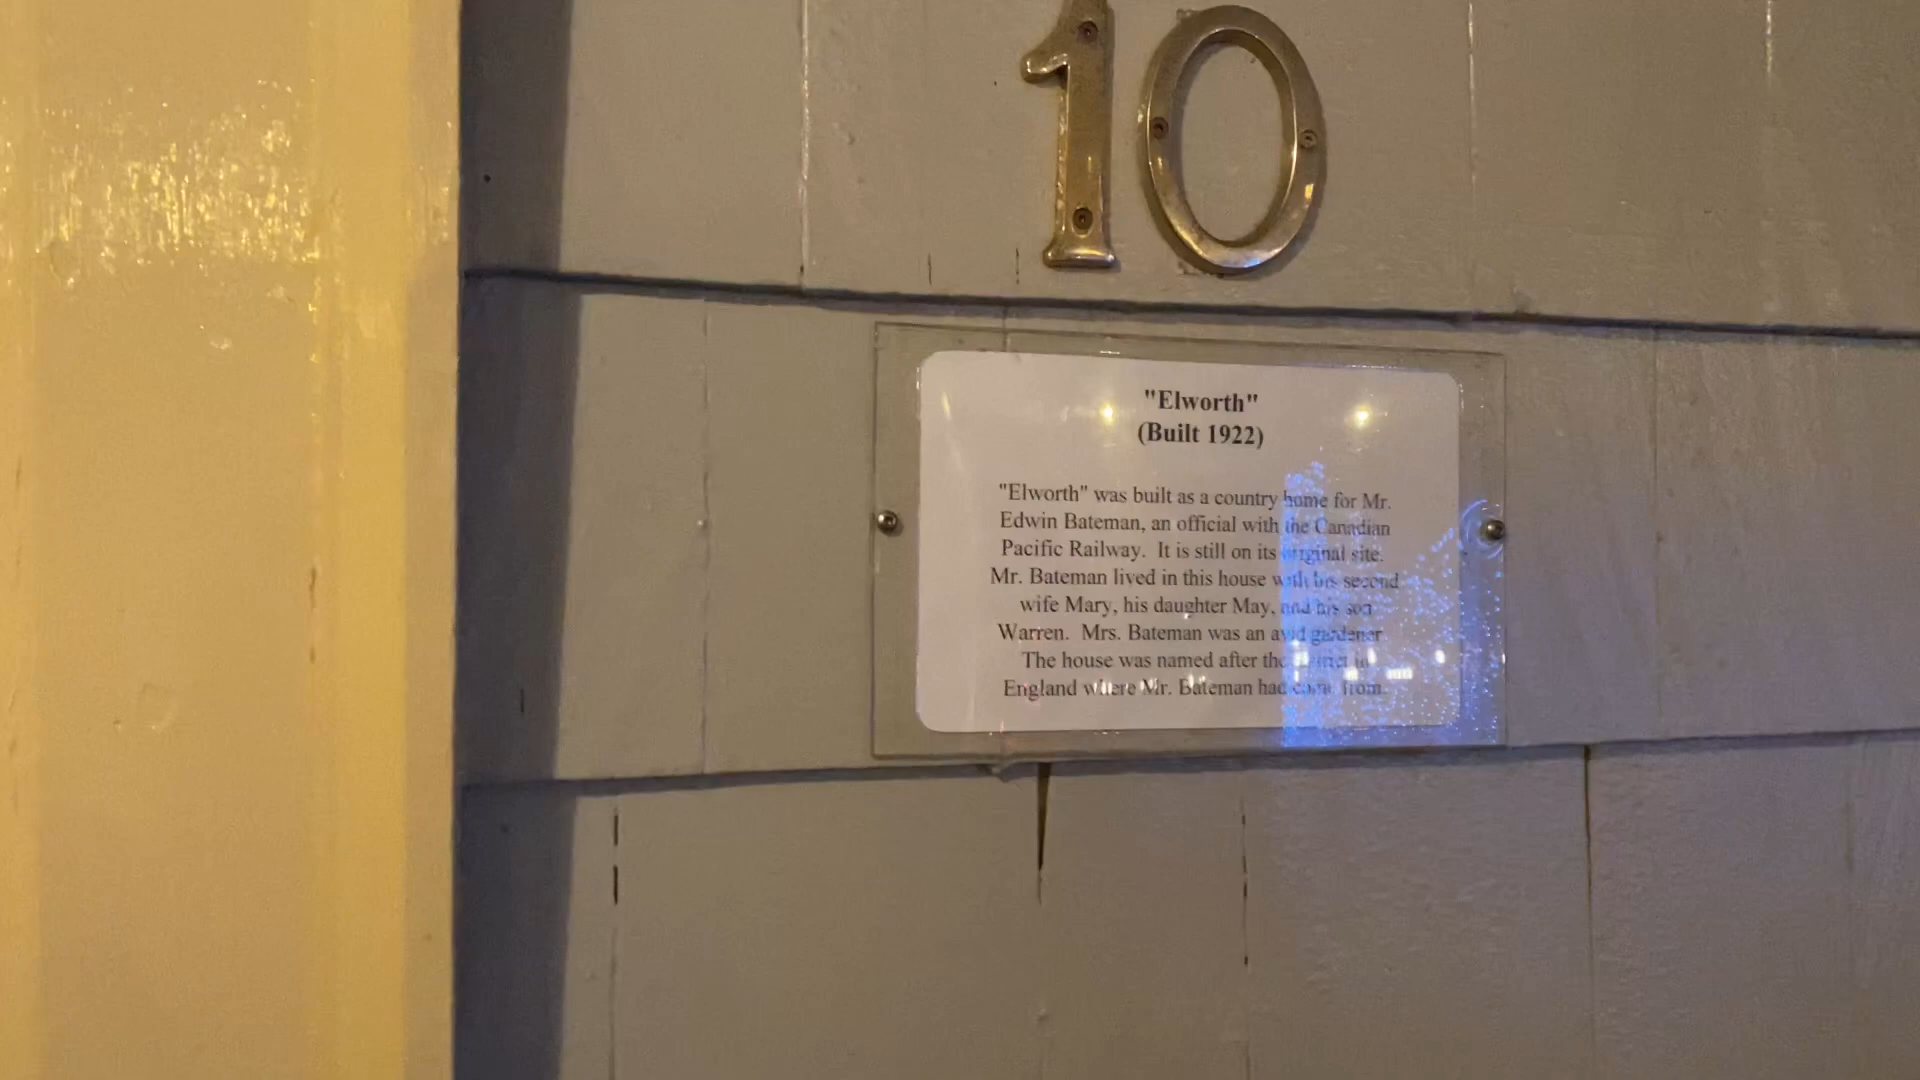 10
"Elworth"
(Built 1922)
"Elworth" was built as a country home for Mr.
Edwin Bateman, an official with the Canadian
Pacific Railway. It is still on its original site.
Mr. Bateman lived in this house with his second
wife Mary, his daughter May, and his son
Warren. Mrs. Bateman was an avid gardener
The house was named after the district in
England where Mr. Bateman had come from.